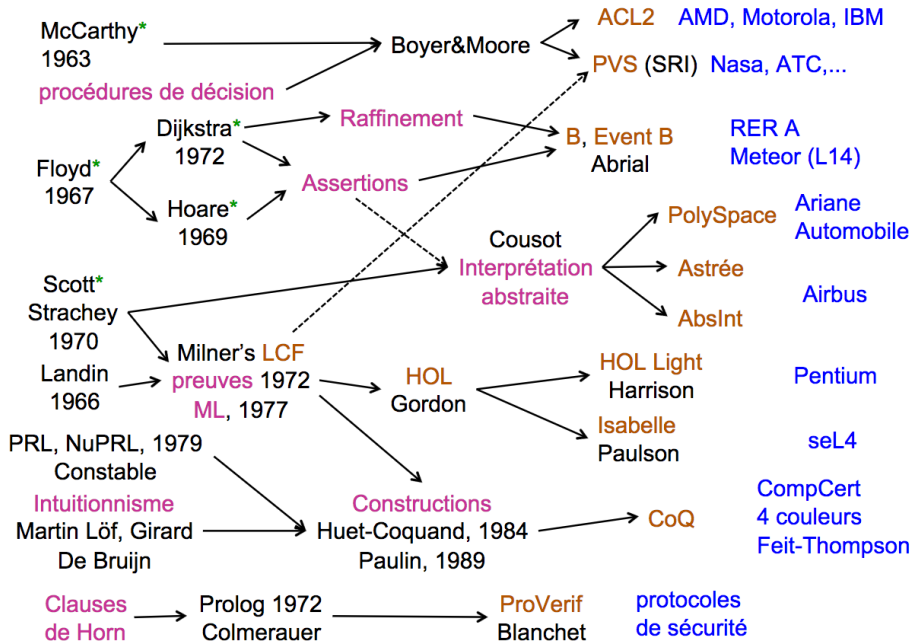 McCarthy*
1963
procédures de décision
Boyer&Moore
ACL2
AMD, Motorola, IBM
PVS (SRI)
Nasa, ATC,...
Floyd*
1967
Dijkstra*
1972
Hoare*
1969
Raffinement
Assertions
B, Event B
Abrial
RER A
Meteor (L14)
Scott*
Strachey
1970
Cousot
Interprétation
abstraite
PolySpace
Ariane
Automobile
Astrée
AbsInt
Airbus
Landin
1966
Milner's LCF
preuves 1972
ML, 1977
HOL
Gordon
HOL Light
Harrison
Pentium
Isabelle
Paulson
seL4
PRL, NuPRL, 1979
Constable
Intuitionnisme
Martin Löf, Girard
De Bruijn
Constructions
Huet-Coquand, 1984
Paulin, 1989
CoQ
CompCert
4 couleurs
Feit-Thompson
Clauses
de Horn
Prolog 1972
Colmerauer
ProVerif
Blanchet
protocoles
de sécurité